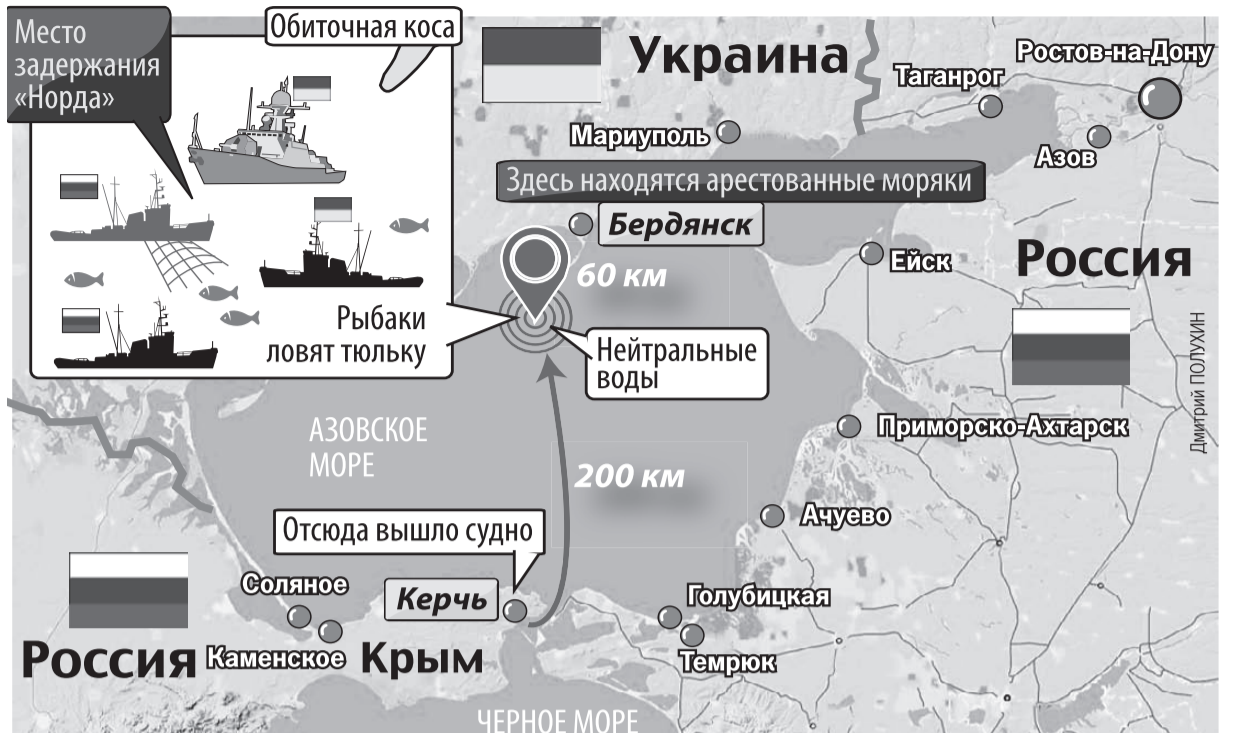 Место
задержания
«Норда»
Обиточная коса
Украина
Ростов-на-Дону
Таганрог
Мариуполь
Азов
Здесь находятся арестованные моряки
Бердянск
Ейск
Россия
60 км
Рыбаки
ловят тюльку
Нейтральные
воды
Дмитрий ПОЛУХИН
АЗОВСКОЕ
МОРЕ
Приморско-Ахтарск
200 км
Ачуево
Отсюда вышло судно
Соляное
Керчь
Голубицкая
Россия
Каменское
Крым
Темрюк
ЧЕРНОЕ МОРЕ